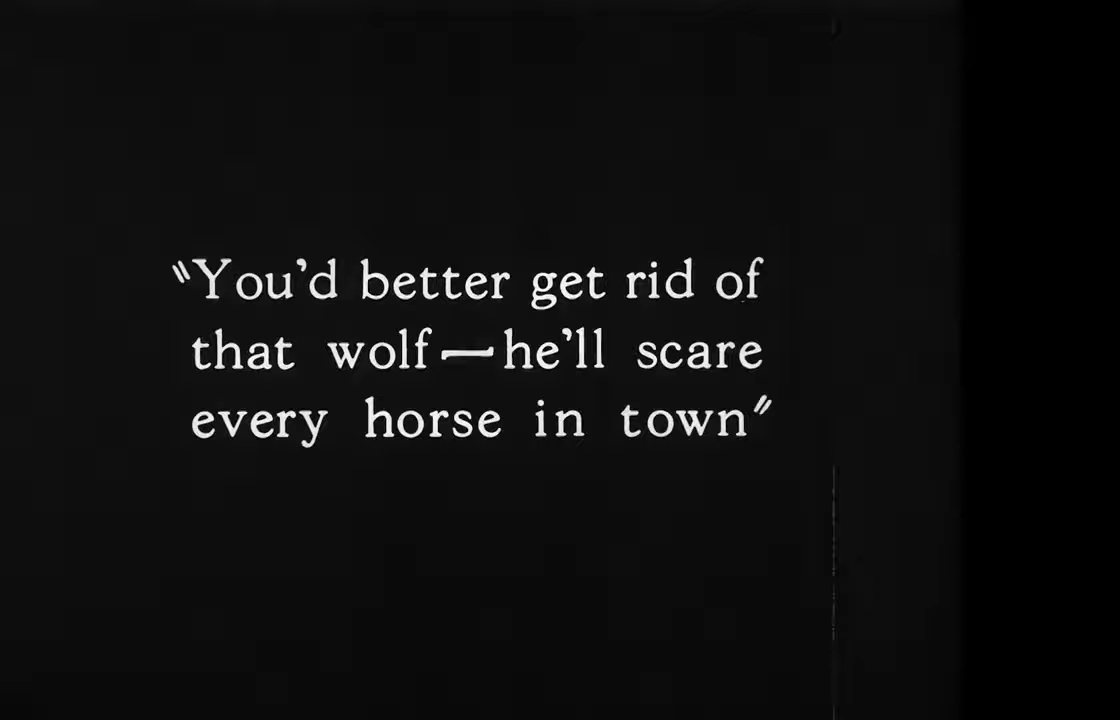 "You'd better get rid of
that wolf—he'll scare
every horse in town"